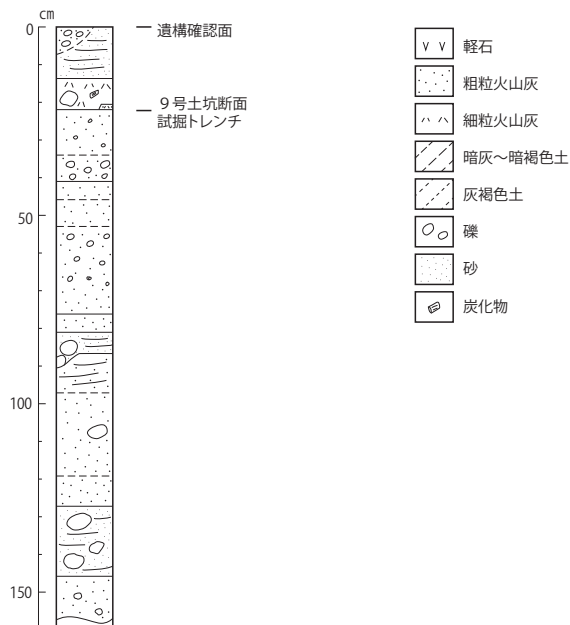 cm
0
遺構確認面
9号土坑断面
試掘トレンチ
50
100
150
軽石
粗粒火山灰
細粒火山灰
暗灰～暗褐色土
灰褐色土
礫
砂
炭化物